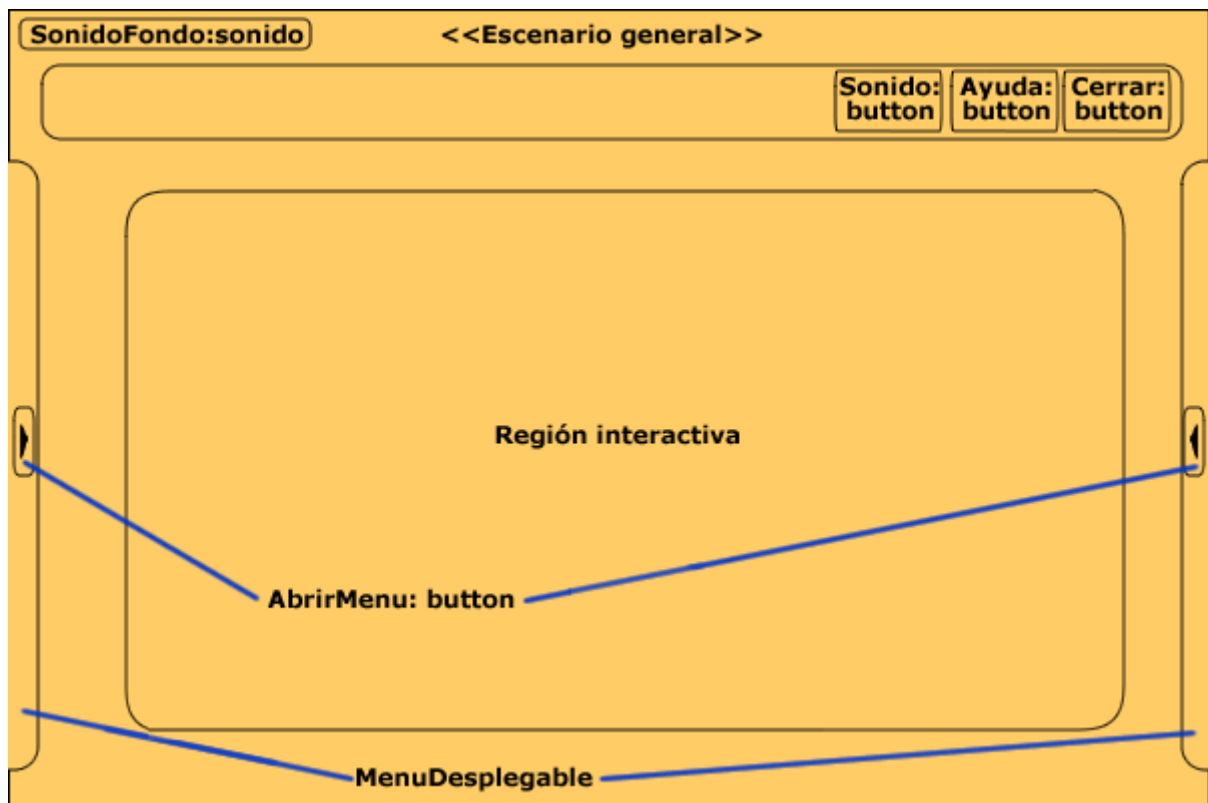 SonidoFondo:sonido
<<Escenario general>>
Sonido:
button
Ayuda:
button
Cerrar:
button
Región interactiva
AbrirMenu: button
MenuDesplegable